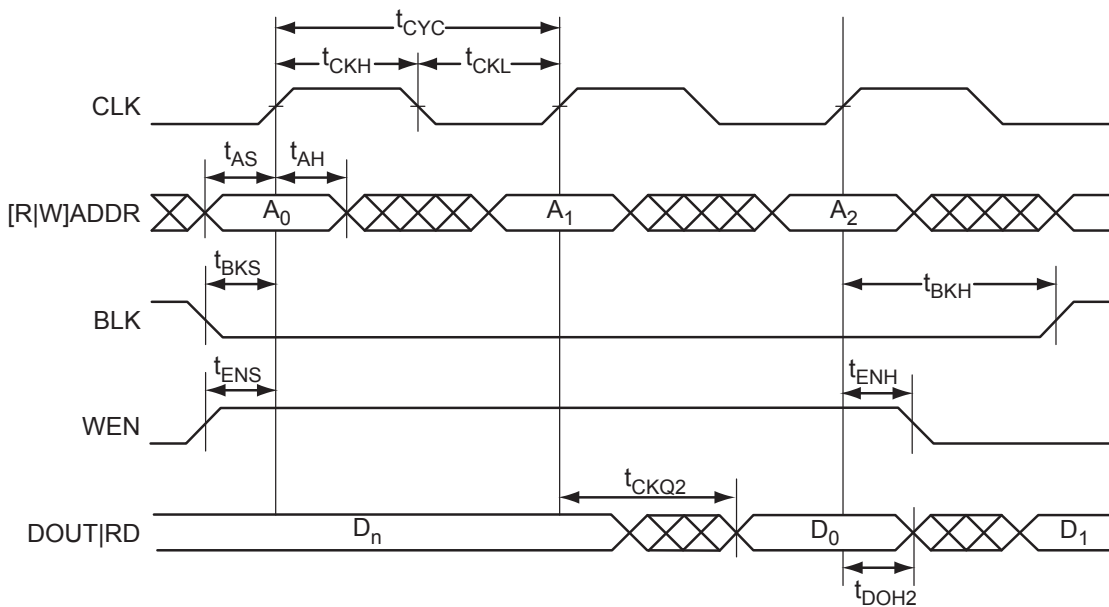 tCYC
tCKH
tCKL
CLK
tAS
tAH
[R|W]ADDR
A0
A1
A2
tBKS
tBKH
BLK
tENS
tENH
WEN
tCKQ2
DOUT|RD
Dn
D0
D1
tDOH2